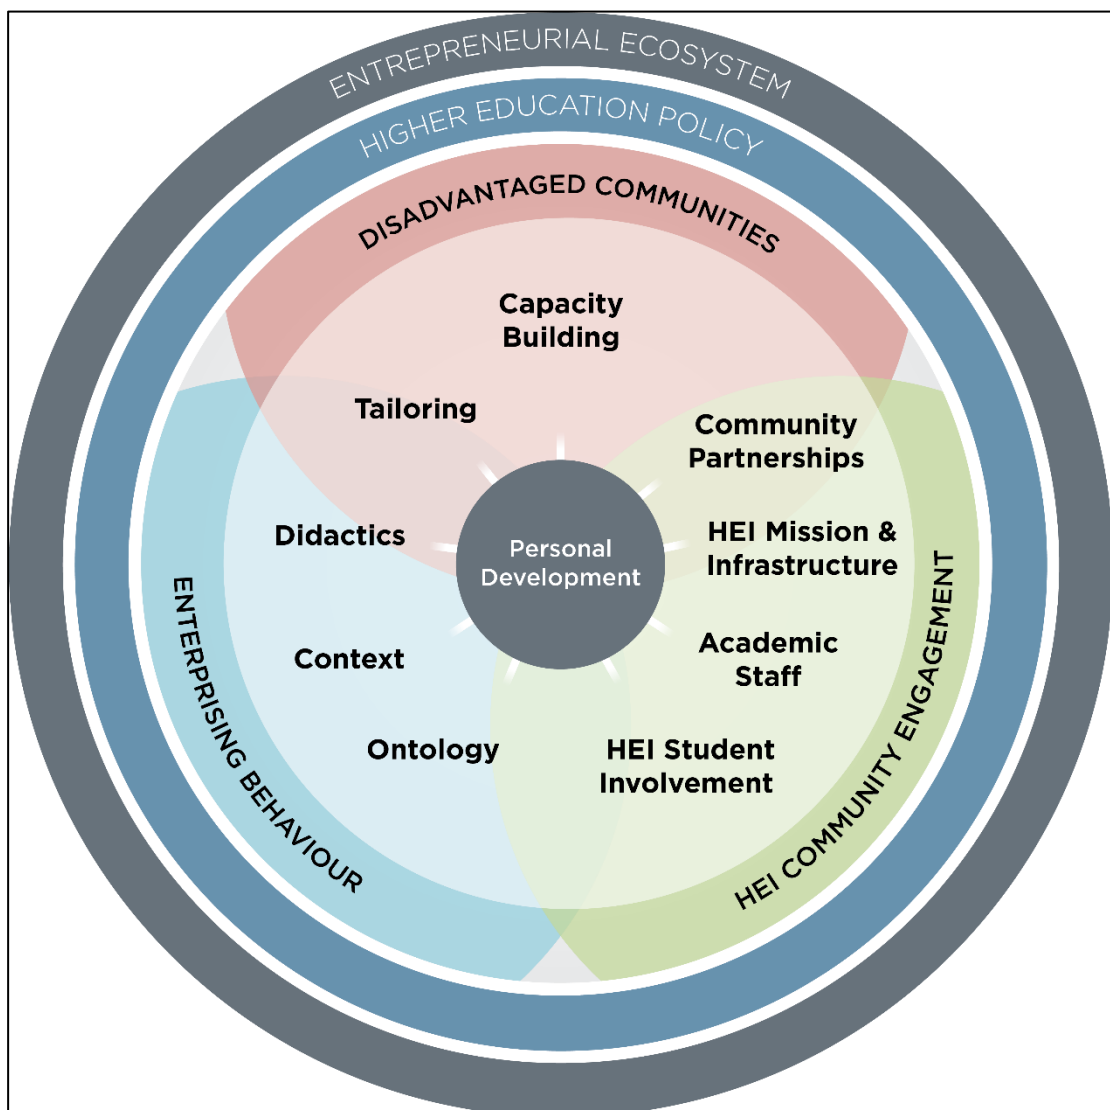 ENTREPRENEURIAL ECOSYSTEM
HIGHER EDUCATION POLICY
DISADVANTAGED COMMUNITIES
Capacity
Building
Tailoring
Community
Partnerships
Didactics
HEI Mission &
Infrastructure
Personal
Development
Context
Academic
Staff
Ontology
HEI Student
Involvement
ENTERPRISING BEHAVIOUR
HEI COMMUNITY ENGAGEMENT